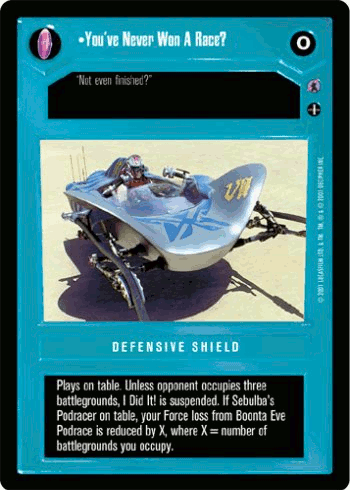 •You've Never Won A Race?
O
"Not even finished?"
DEFENSIVE SHIELD
Plays on table. Unless opponent occupies three
battlegrounds, I Did It! is suspended. If Sebulba's
Podracer on table, your Force loss from Boonta Eve
Podrace is reduced by X, where X = number of
battlegrounds you occupy.